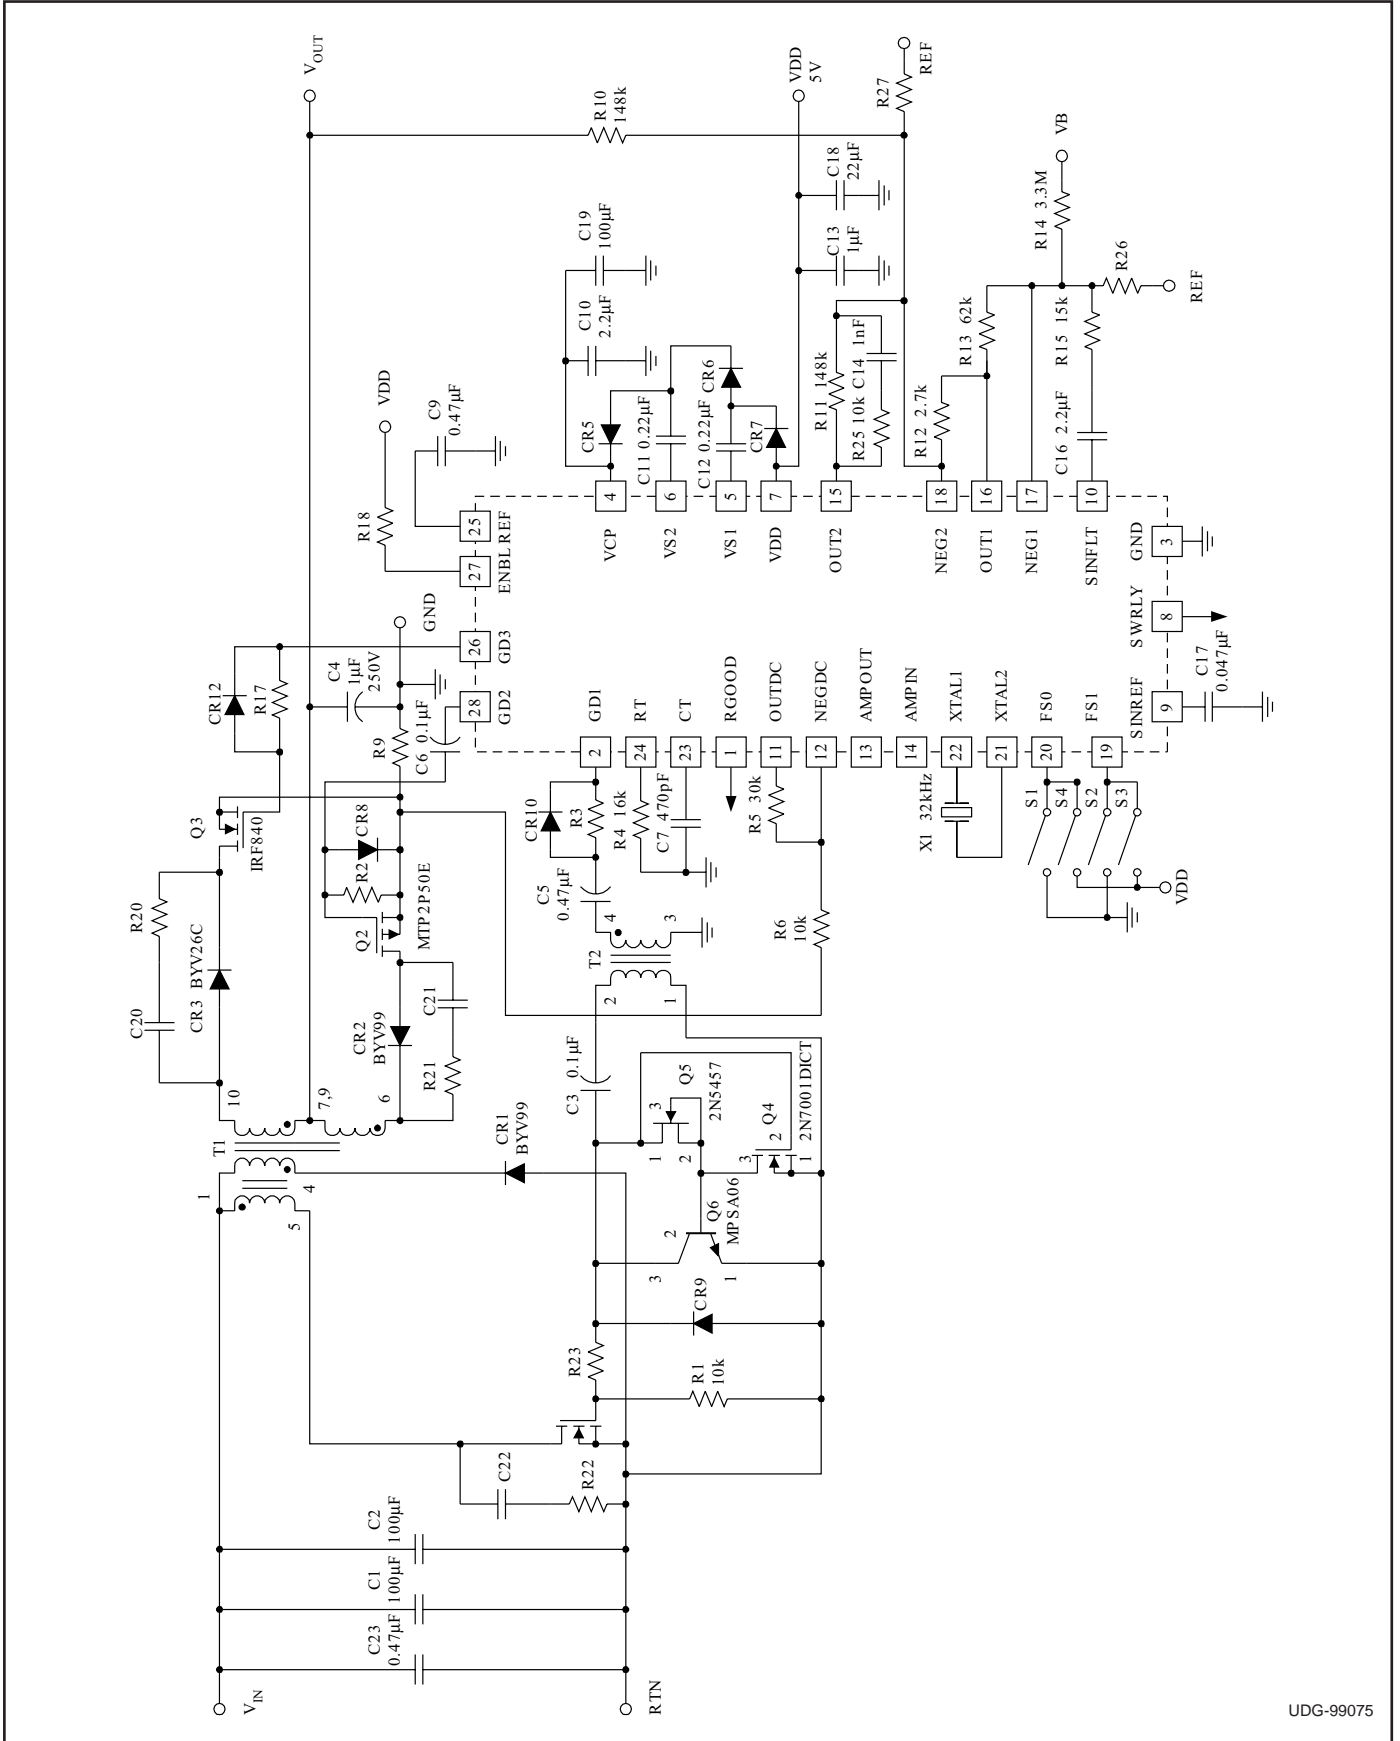 V_OUT
R10
148k
VDD
5V
R27
REF
C18
22µF
C13
1µF
VB
R14 3.3M
R26
REF
C19
100µF
C10
2.2µF
R13 62k
R15 15k
VDD
C9
0.47µF
CR5
C11 0.22µF
CR6
C12 0.22µF
CR7
R11 148k
C14 1nF
R25 10k
R12 2.7k
C16 2.2µF
R18
25
REF
27
ENBL
4
VCP
6
VS2
5
VS1
7
VDD
15
OUT2
18
NEG2
16
OUT1
17
NEG1
10
SINFLT
3
GND
8
SWRLY
9
SINREF
C17
0.047µF
GND
26
GD3
28
GD2
CR12
R17
C4
1µF
250V
R9
C6 0.1µF
2
GD1
24
RT
23
CT
1
RGOOD
11
OUTDC
12
NEGDC
13
AMPOUT
14
AMPIN
22
XTAL1
21
XTAL2
20
FS0
19
FS1
Q3
IRF840
CR8
R2
Q2
MTP2P50E
CR10
R3
R4 16k
C7 470pF
R5 30k
X1 32kHz
S1
S4
S2
S3
VDD
R20
C20
CR3 BYV26C
CR2
BYV99
C21
R21
C5
0.47µF
4
3
T2
2
1
R6
10k
10
7,9
6
T1
1
4
5
CR1
BYV99
C3 0.1µF
Q5
2N5457
3
1
2
Q4
2N7001DICT
2
3
1
Q6
MPSA06
2
3
1
CR9
R23
R1
10k
C22
R22
C2
100µF
C1
100µF
C23
0.47µF
V_IN
RTN
UDG-99075